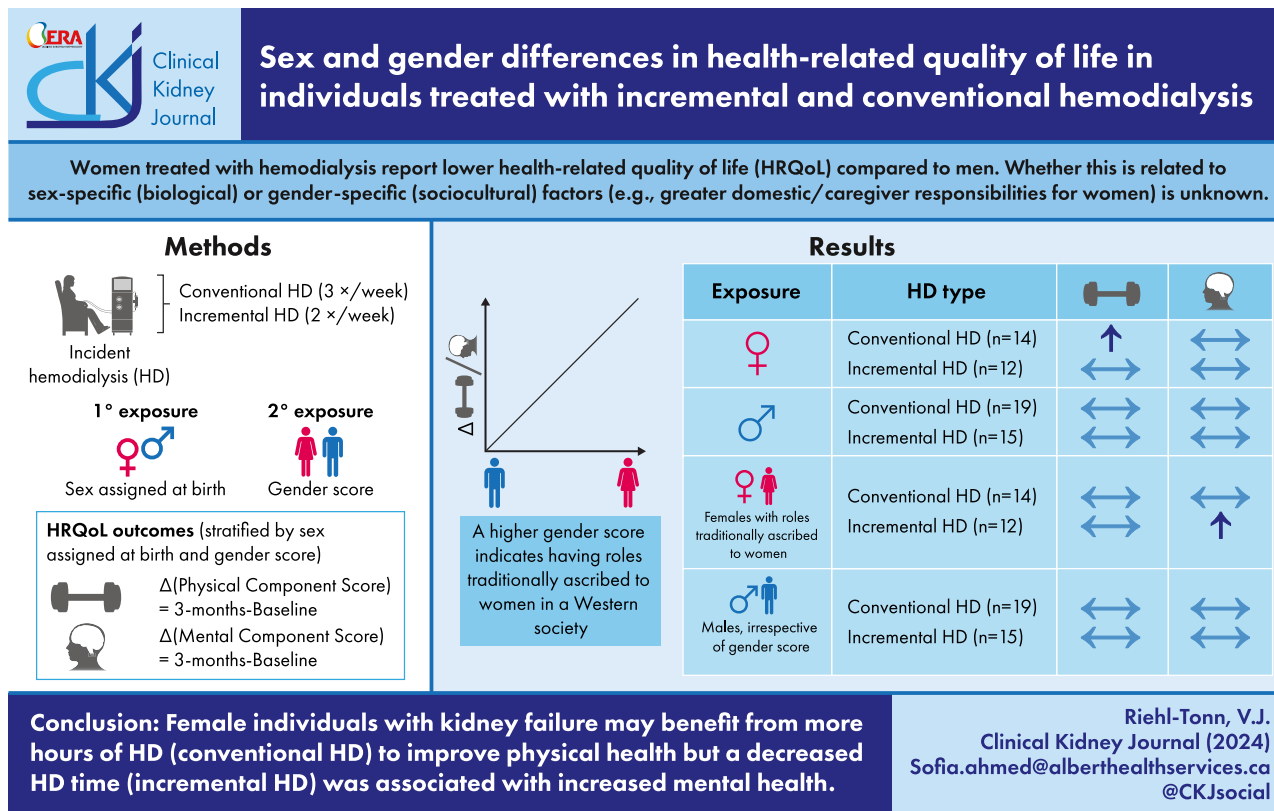 ERA
CKJ
Clinical
Kidney
Journal
Sex and gender differences in health-related quality of life in
individuals treated with incremental and conventional hemodialysis
Women treated with hemodialysis report lower health-related quality of life (HRQoL) compared to men. Whether this is related to
sex-specific (biological) or gender-specific (sociocultural) factors (e.g., greater domestic/caregiver responsibilities for women) is unknown.
Methods
Conventional HD (3 ×/week)
Incremental HD (2 ×/week)
Incident
hemodialysis (HD)
1° exposure
Sex assigned at birth
2° exposure
Gender score
HRQoL outcomes (stratified by sex
assigned at birth and gender score)
Δ(Physical Component Score)
= 3-months-Baseline
Δ(Mental Component Score)
= 3-months-Baseline
Results
Δ
/
A higher gender score
indicates having roles
traditionally ascribed to
women in a Western
society
Exposure HD type
Conventional HD (n=14) ↑ ↔
Incremental HD (n=12) ↔ ↔
Conventional HD (n=19) ↔ ↔
Incremental HD (n=15) ↔ ↔
Females with roles
traditionally ascribed
to women
Conventional HD (n=14) ↔ ↔
Incremental HD (n=12) ↔ ↑
Males, irrespective
of gender score
Conventional HD (n=19) ↔ ↔
Incremental HD (n=15) ↔ ↔
Conclusion: Female individuals with kidney failure may benefit from more
hours of HD (conventional HD) to improve physical health but a decreased
HD time (incremental HD) was associated with increased mental health.
Riehl-Tonn, V.J.
Clinical Kidney Journal (2024)
Sofia.ahmed@alberthealthservices.ca
@CKJsocial